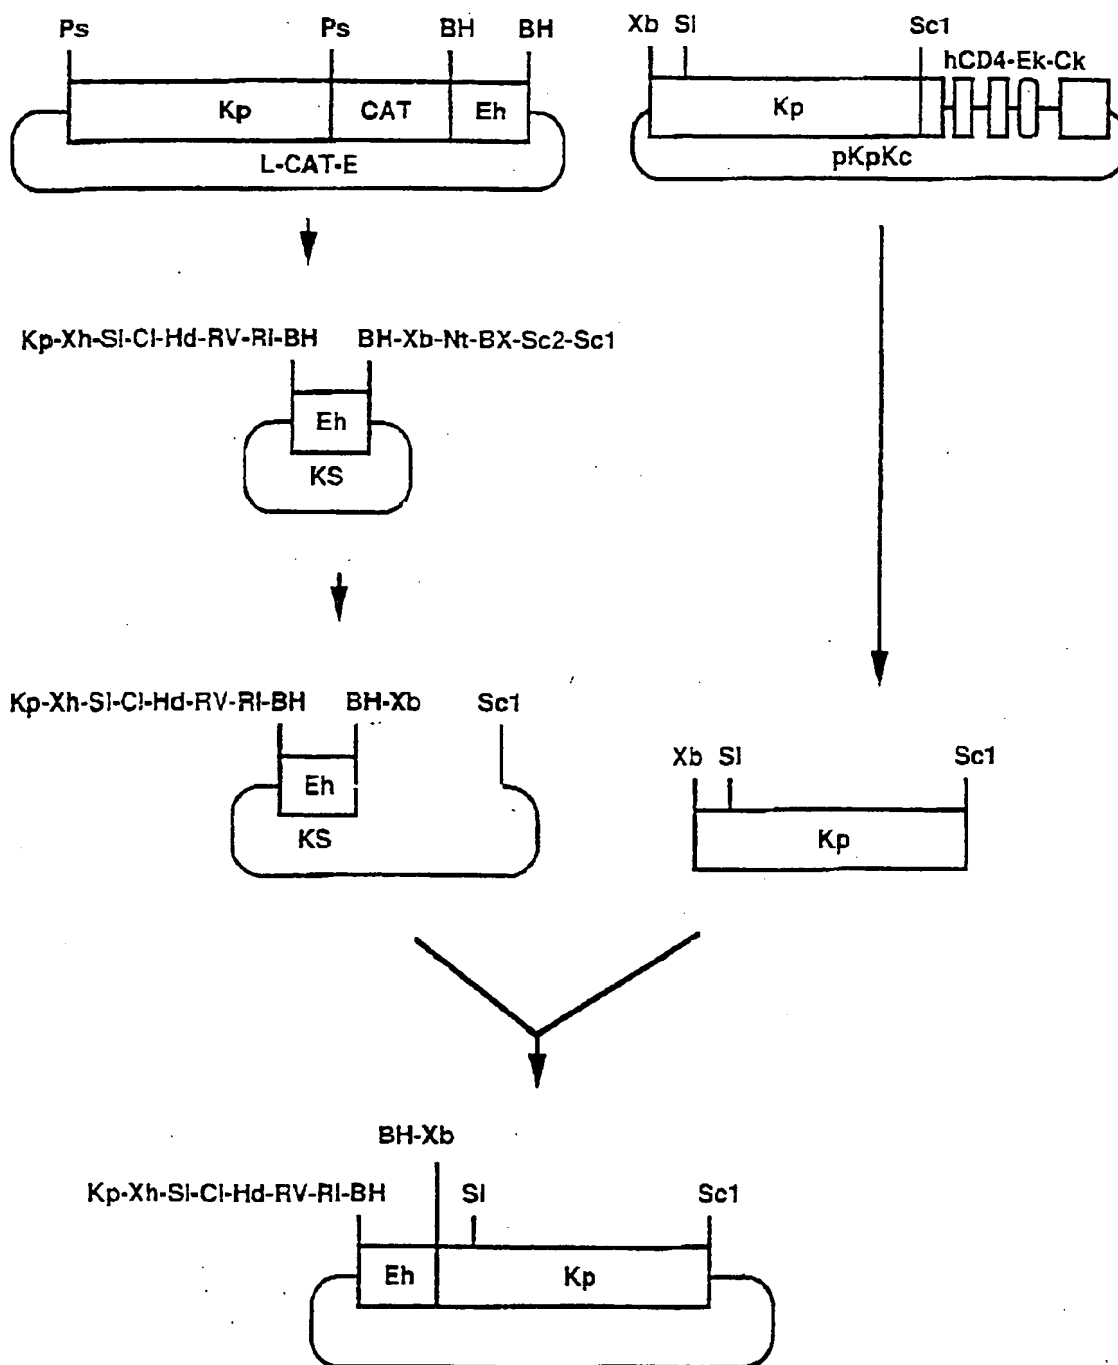 Ps Ps BH BH
Kp CAT Eh
L-CAT-E
Xb Sl Sc1
hCD4-Ek-Ck
Kp
pKpKc
Kp-Xh-Sl-Cl-Hd-RV-RI-BH BH-Xb-Nt-BX-Sc2-Sc1
Eh
KS
Kp-Xh-Sl-Cl-Hd-RV-RI-BH BH-Xb Sc1
Eh
KS
Xb Sl Sc1
Kp
BH-Xb
Kp-Xh-Sl-Cl-Hd-RV-RI-BH Sl Sc1
Eh Kp